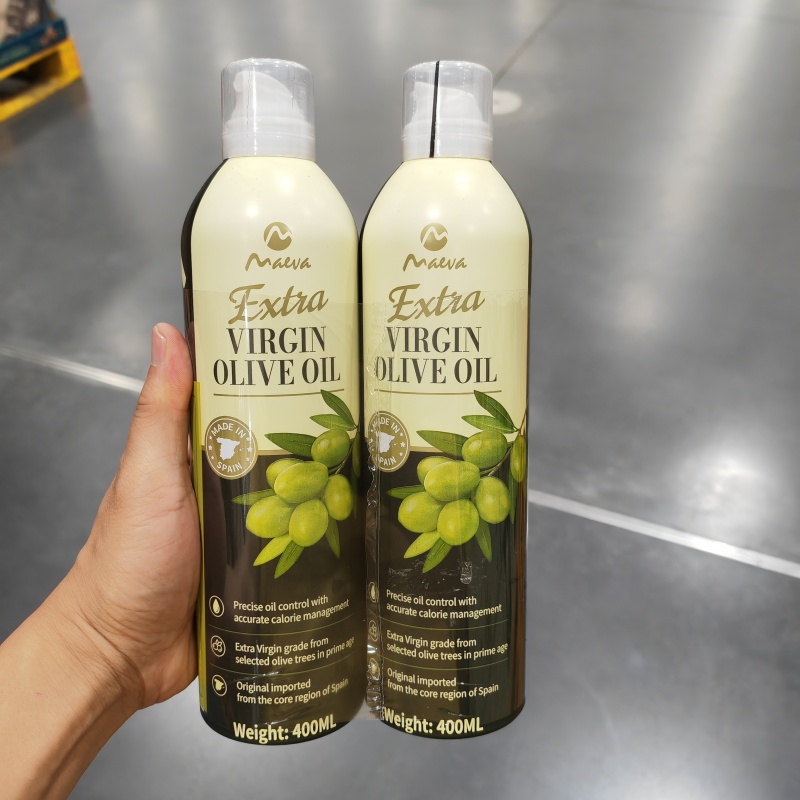 Maeva
Extra
VIRGIN
OLIVE OIL
MADE IN
SPAIN
Precise oil control with
accurate calorie management
Extra Virgin grade from
selected olive trees in prime age
Original imported
from the core region of Spain
Weight: 400ML
Maeva
Extra
VIRGIN
OLIVE OIL
MADE IN
SPAIN
Precise oil control with
accurate calorie management
Extra Virgin grade from
selected olive trees in prime age
Original imported
from the core region of Spain
Weight: 400ML